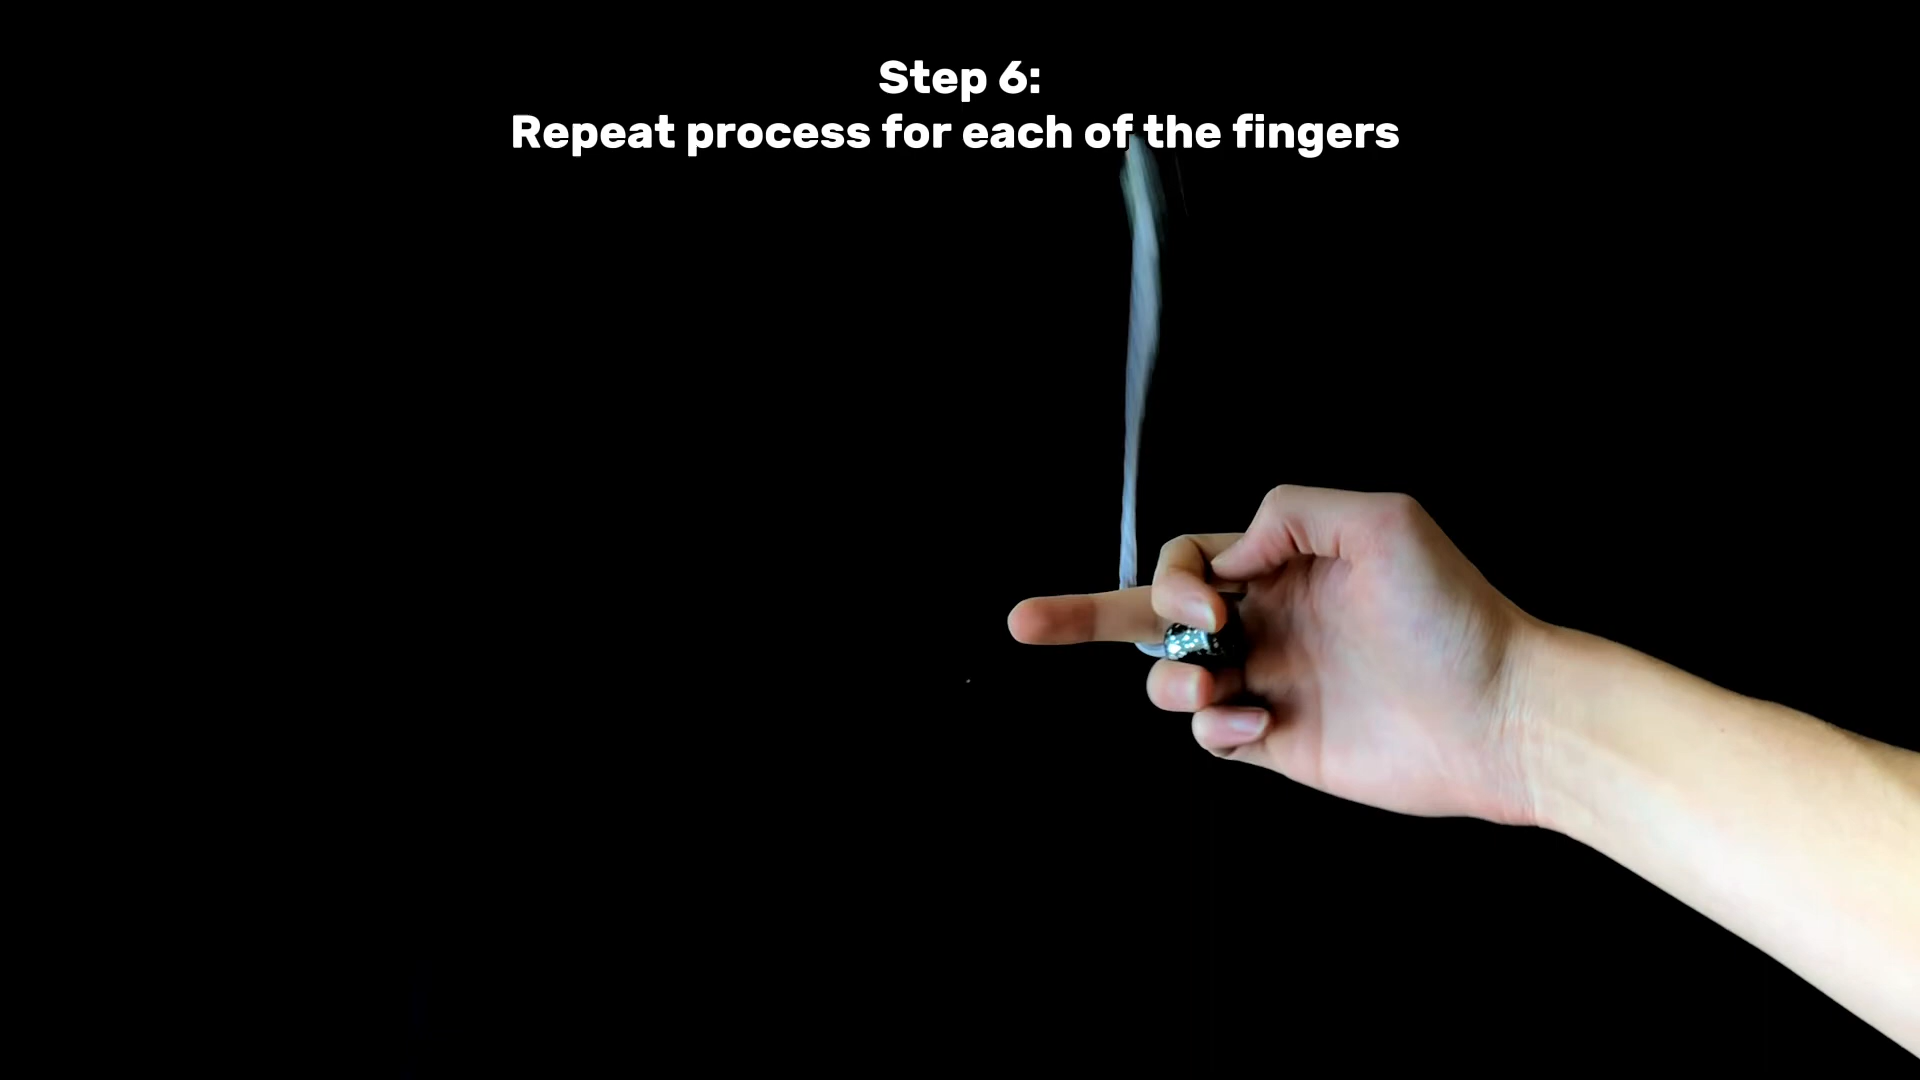 Step 6:
Repeat process for each of the fingers